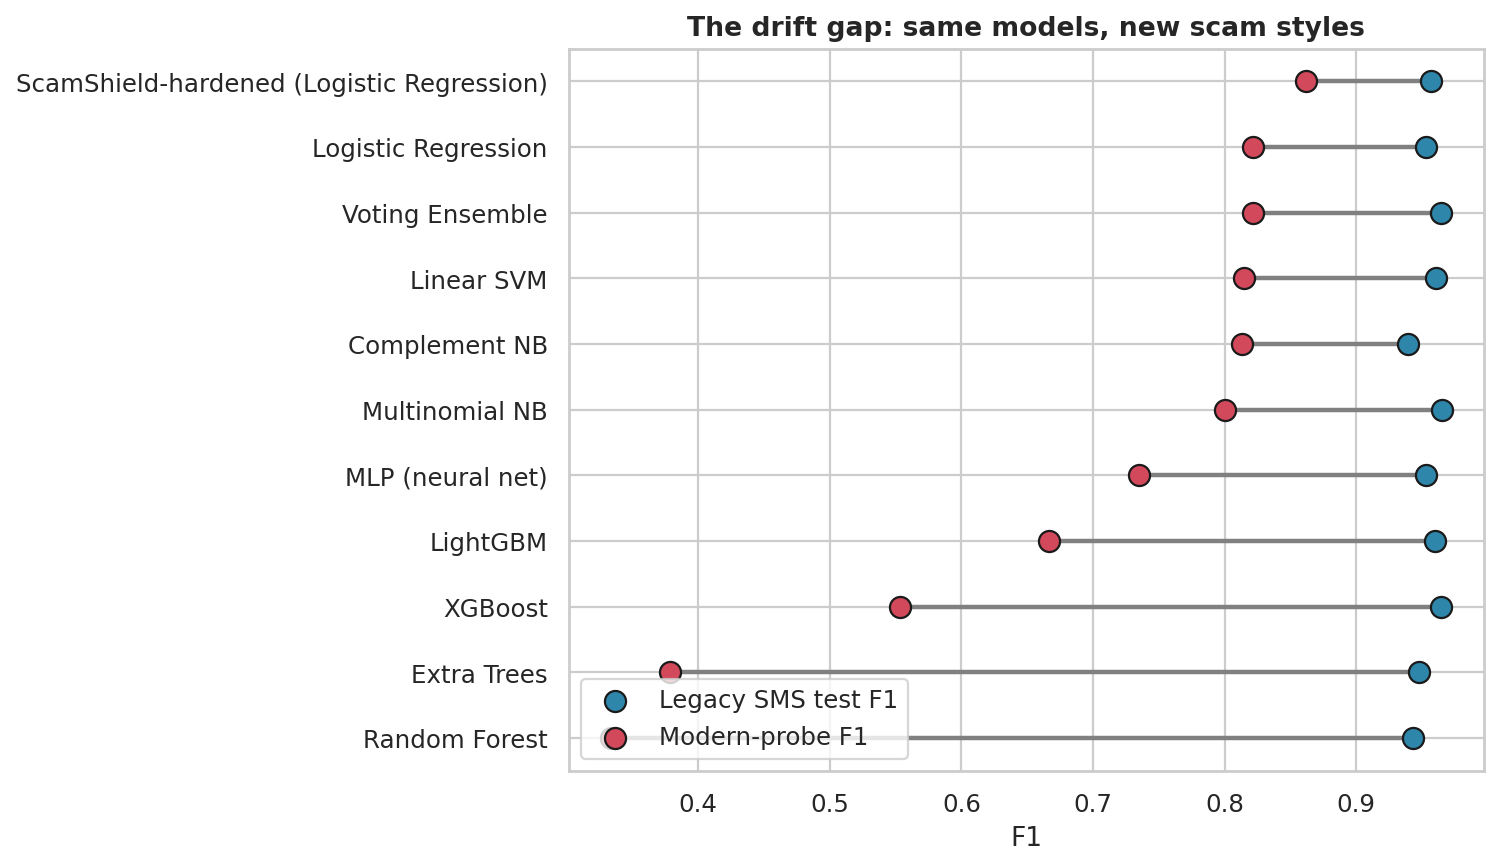 The drift gap: same models, new scam styles
ScamShield-hardened (Logistic Regression)
Logistic Regression
Voting Ensemble
Linear SVM
Complement NB
Multinomial NB
MLP (neural net)
LightGBM
XGBoost
Extra Trees
Random Forest
Legacy SMS test F1
Modern-probe F1
0.4 0.5 0.6 0.7 0.8 0.9
F1